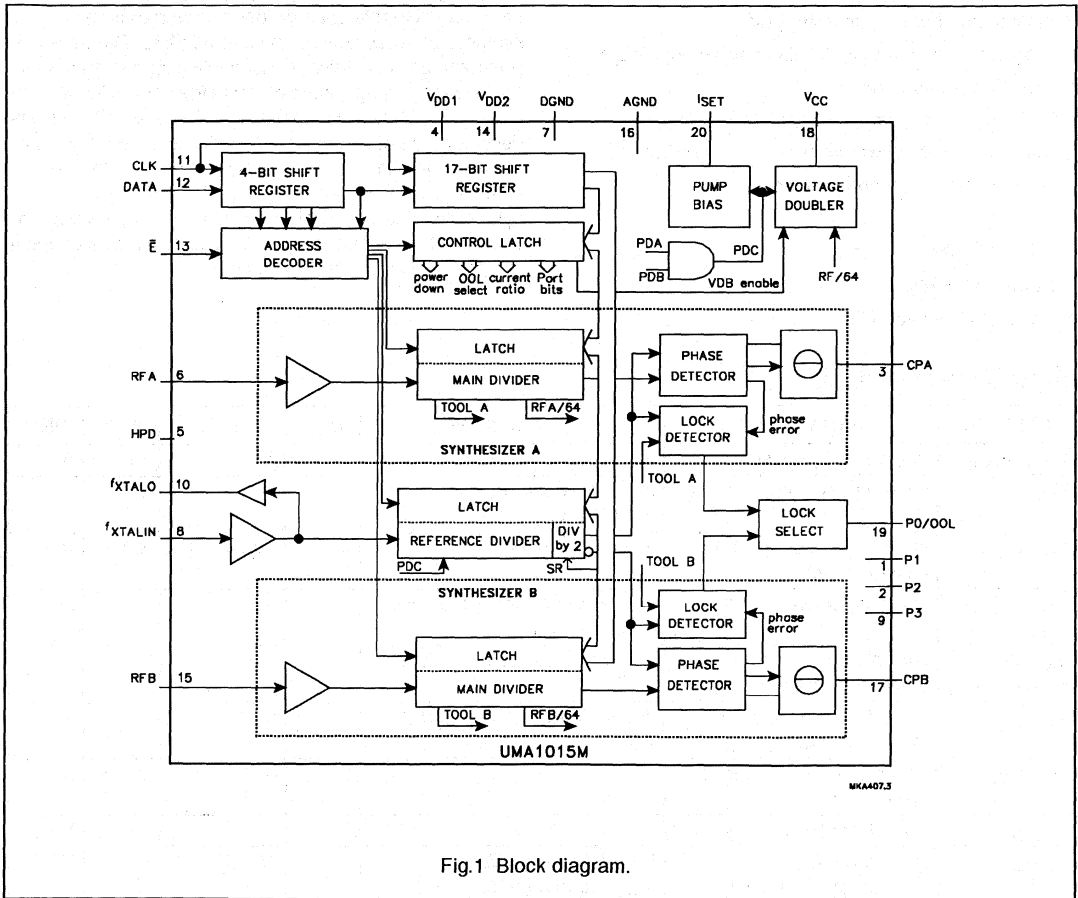 VDD1 VDD2 DGND AGND ISET VCC
4 14 7 16 20 18
CLK 11
DATA 12
4-BIT SHIFT
REGISTER
17-BIT SHIFT
REGISTER
PUMP
BIAS
VOLTAGE
DOUBLER
Ē 13
ADDRESS
DECODER
CONTROL LATCH
power
down
OOL
select
current
ratio
Port
bits
PDA
PDB
PDC
VDB enable
RF/64
LATCH
MAIN DIVIDER
TOOL A
RFA/64
SYNTHESIZER A
PHASE
DETECTOR
LOCK
DETECTOR
phase
error
TOOL A
3 CPA
RFA 6
HPD 5
fXTALO 10
fXTALIN 8
LATCH
REFERENCE DIVIDER
DIV
by 2
PDC
SR
LOCK
SELECT
P0/OOL
19
P1
1
P2
2
P3
9
TOOL B
SYNTHESIZER B
LOCK
DETECTOR
phase
error
RFB 15
LATCH
MAIN DIVIDER
TOOL B
RFB/64
PHASE
DETECTOR
17 CPB
UMA1015M
MKA407.3
Fig.1 Block diagram.